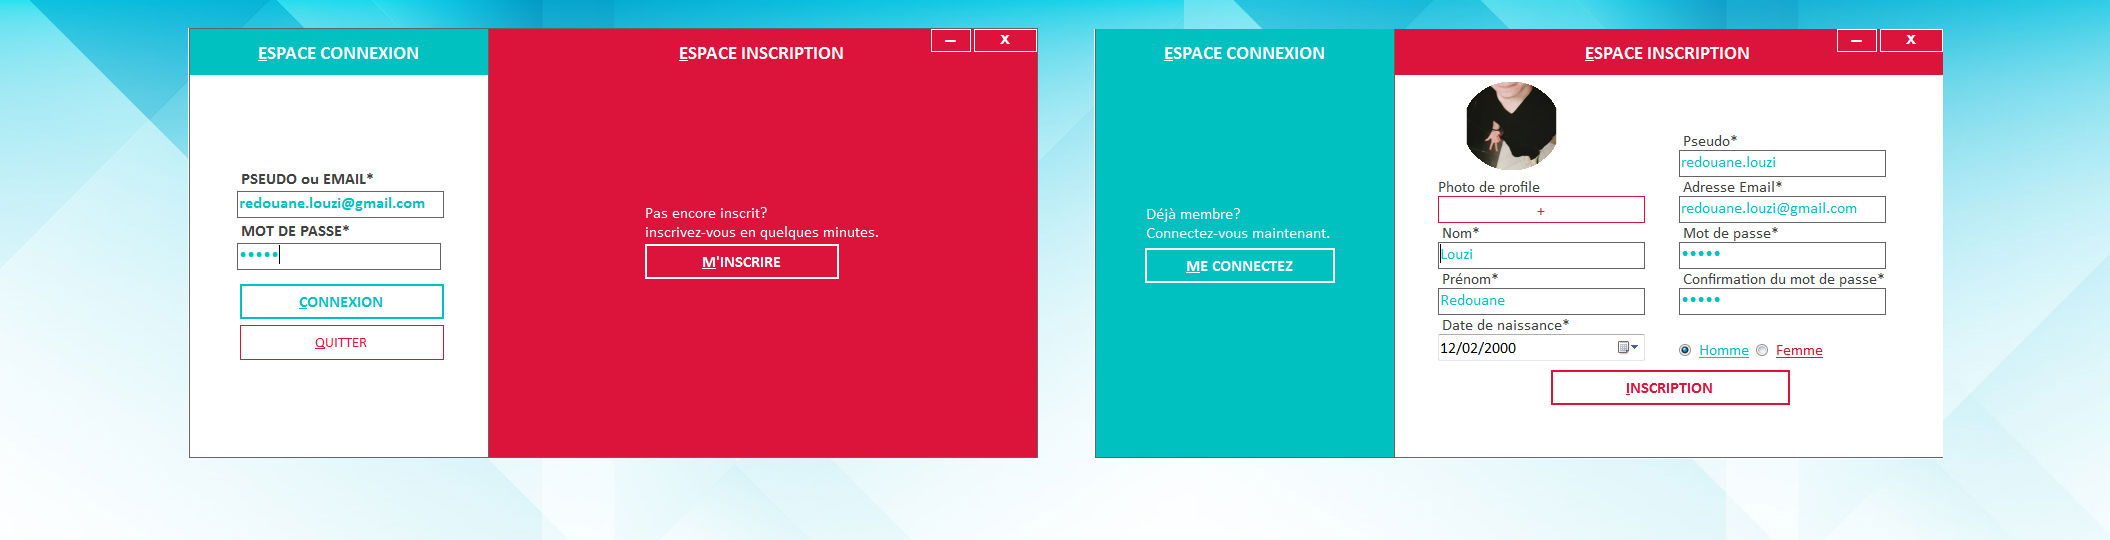 ESPACE CONNEXION
PSEUDO ou EMAIL*
redouane.louzi@gmail.com
MOT DE PASSE*
•••••
CONNEXION
QUITTER
ESPACE INSCRIPTION
– X
Pas encore inscrit?
inscrivez-vous en quelques minutes.
M'INSCRIRE
ESPACE CONNEXION
Déjà membre?
Connectez-vous maintenant.
ME CONNECTEZ
ESPACE INSCRIPTION
– X
Photo de profile
+
Nom*
Louzi
Prénom*
Redouane
Date de naissance*
12/02/2000
Pseudo*
redouane.louzi
Adresse Email*
redouane.louzi@gmail.com
Mot de passe*
•••••
Confirmation du mot de passe*
•••••
Homme Femme
INSCRIPTION